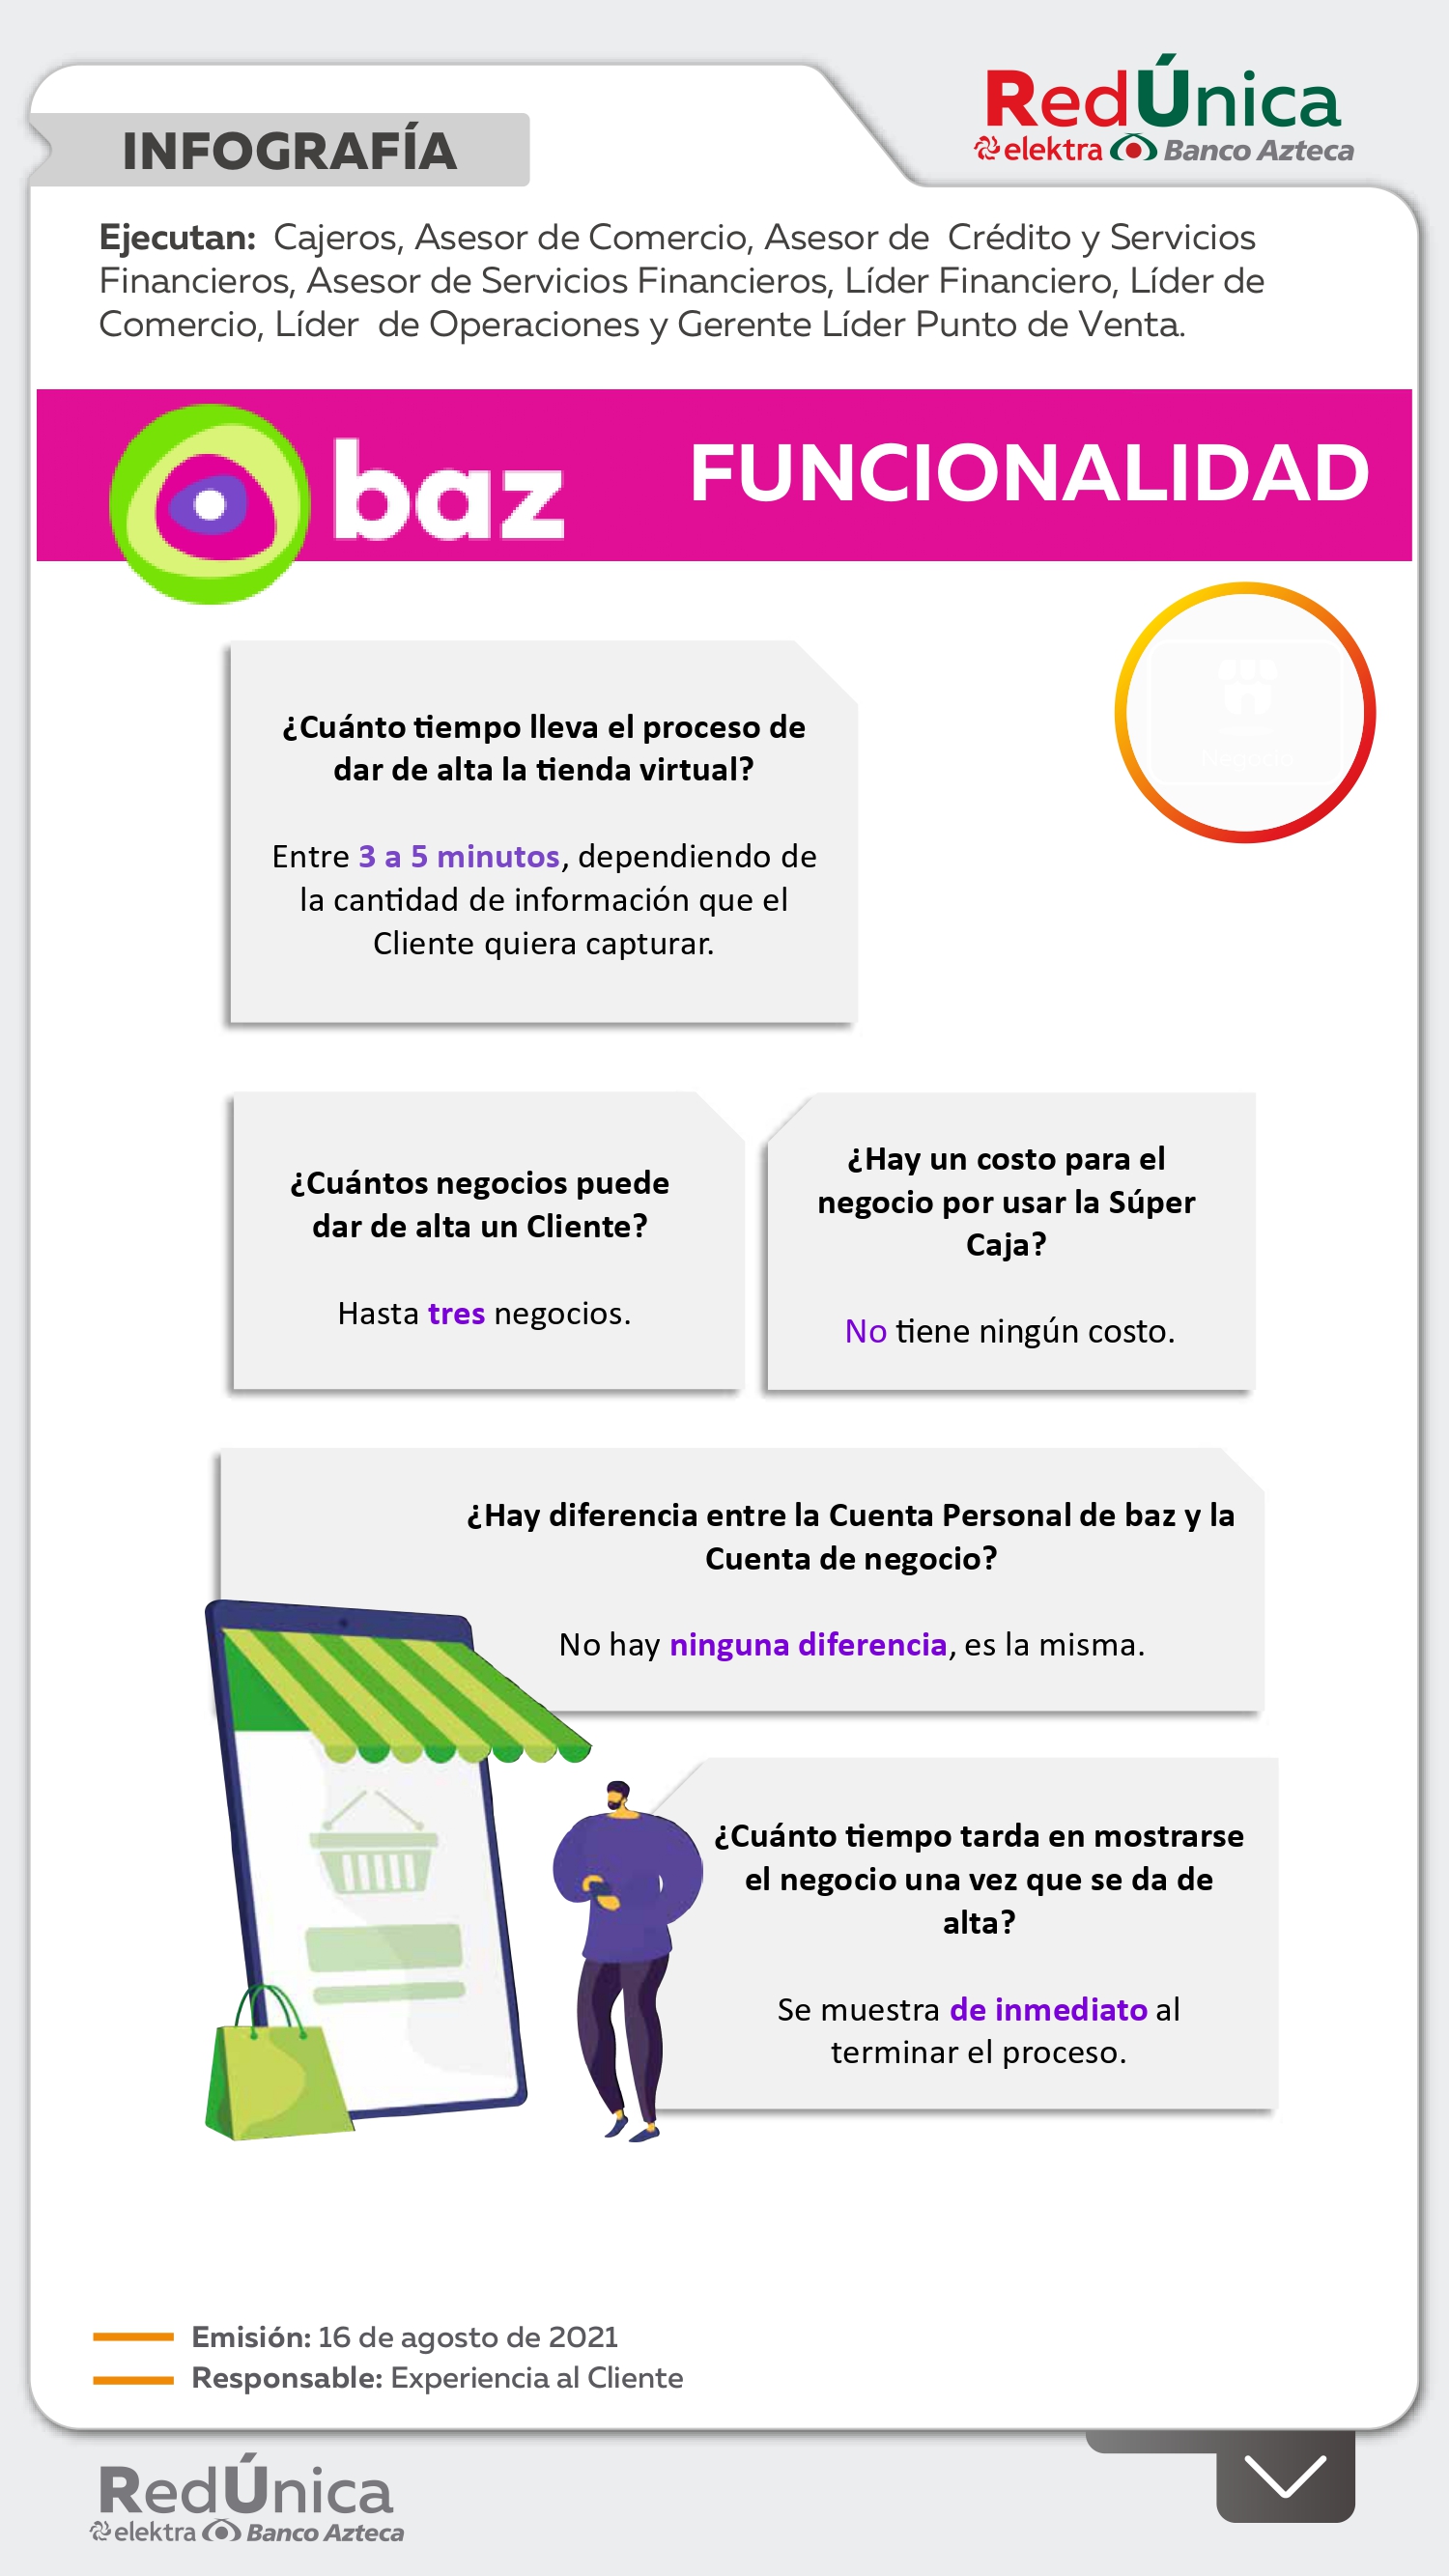 RedÚnica
elektra Banco Azteca
INFOGRAFÍA
Ejecutan: Cajeros, Asesor de Comercio, Asesor de Crédito y Servicios
Financieros, Asesor de Servicios Financieros, Líder Financiero, Líder de
Comercio, Líder de Operaciones y Gerente Líder Punto de Venta.
baz
FUNCIONALIDAD
Negocio
¿Cuánto tiempo lleva el proceso de
dar de alta la tienda virtual?
Entre 3 a 5 minutos, dependiendo de
la cantidad de información que el
Cliente quiera capturar.
¿Cuántos negocios puede
dar de alta un Cliente?
Hasta tres negocios.
¿Hay un costo para el
negocio por usar la Súper
Caja?
No tiene ningún costo.
¿Hay diferencia entre la Cuenta Personal de baz y la
Cuenta de negocio?
No hay ninguna diferencia, es la misma.
¿Cuánto tiempo tarda en mostrarse
el negocio una vez que se da de
alta?
Se muestra de inmediato al
terminar el proceso.
Emisión: 16 de agosto de 2021
Responsable: Experiencia al Cliente
RedÚnica
elektra Banco Azteca